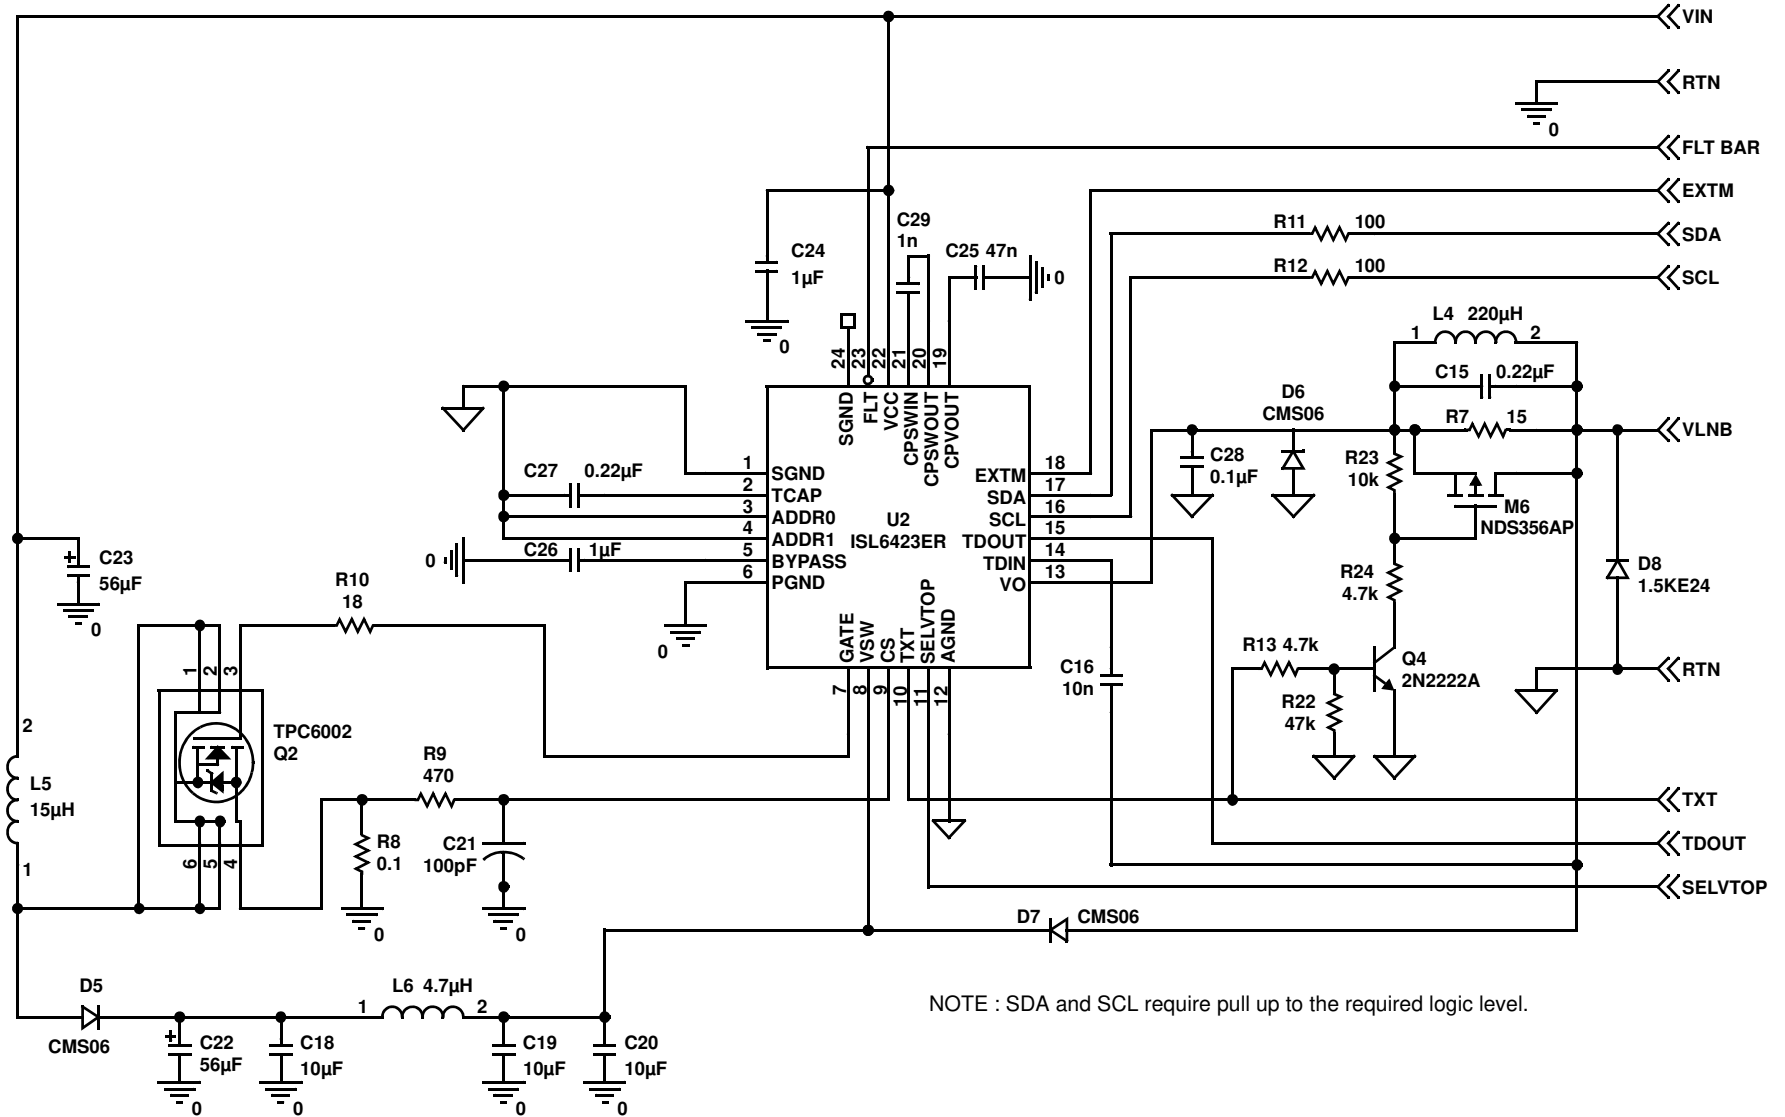 VIN
RTN
0
FLT BAR
EXTM
R11 100
SDA
R12 100
SCL
C29
1n
C25 47n
0
C24
1µF
0
L4 220µH
1 2
C15 0.22µF
R7 15
VLNB
D6
CMS06
C28
0.1µF
R23
10k
M6
NDS356AP
24
23
22
21
20
19
SGND
FLT
VCC
CPSWIN
CPSWOUT
CPVOUT
1 SGND
2 TCAP
3 ADDR0
4 ADDR1
5 BYPASS
6 PGND
C27 0.22µF
C26 1µF
0
0
U2
ISL6423ER
EXTM 18
SDA 17
SCL 16
TDOUT 15
TDIN 14
VO 13
GATE
VSW
CS
TXT
SELVTOP
AGND
7
8
9
10
11
12
C23
56µF
+
0
R10
18
R24
4.7k
D8
1.5KE24
R13 4.7k
Q4
2N2222A
RTN
C16
10n
R22
47k
1
2
3
TPC6002
Q2
6
5
4
2
L5
15µH
1
R9
470
R8
0.1
0
C21
100pF
0
TXT
TDOUT
SELVTOP
D7 CMS06
D5
CMS06
L6 4.7µH
1 2
+
C22
56µF
0
C18
10µF
0
C19
10µF
0
C20
10µF
0
NOTE : SDA and SCL require pull up to the required logic level.